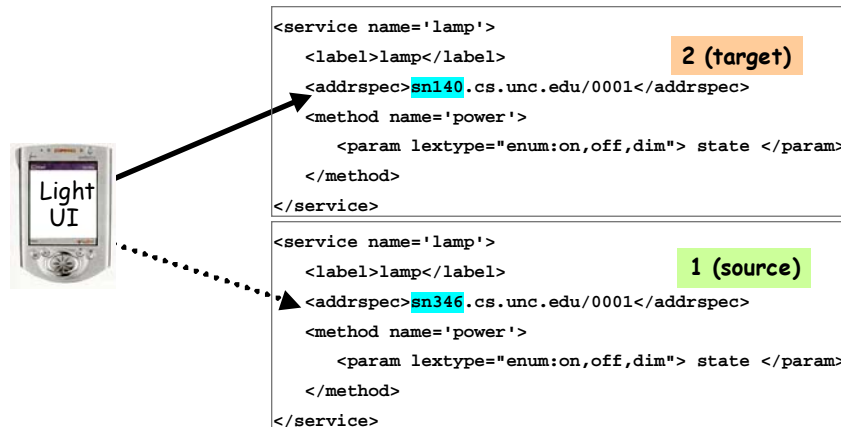 <service name='lamp'>
<label>lamp</label>
2 (target)
<addrspec>sn140.cs.unc.edu/0001</addrspec>
<method name='power'>
<param lextype="enum:on,off,dim"> state </param>
</method>
</service>
Light
UI
<service name='lamp'>
<label>lamp</label>
1 (source)
<addrspec>sn346.cs.unc.edu/0001</addrspec>
<method name='power'>
<param lextype="enum:on,off,dim"> state </param>
</method>
</service>